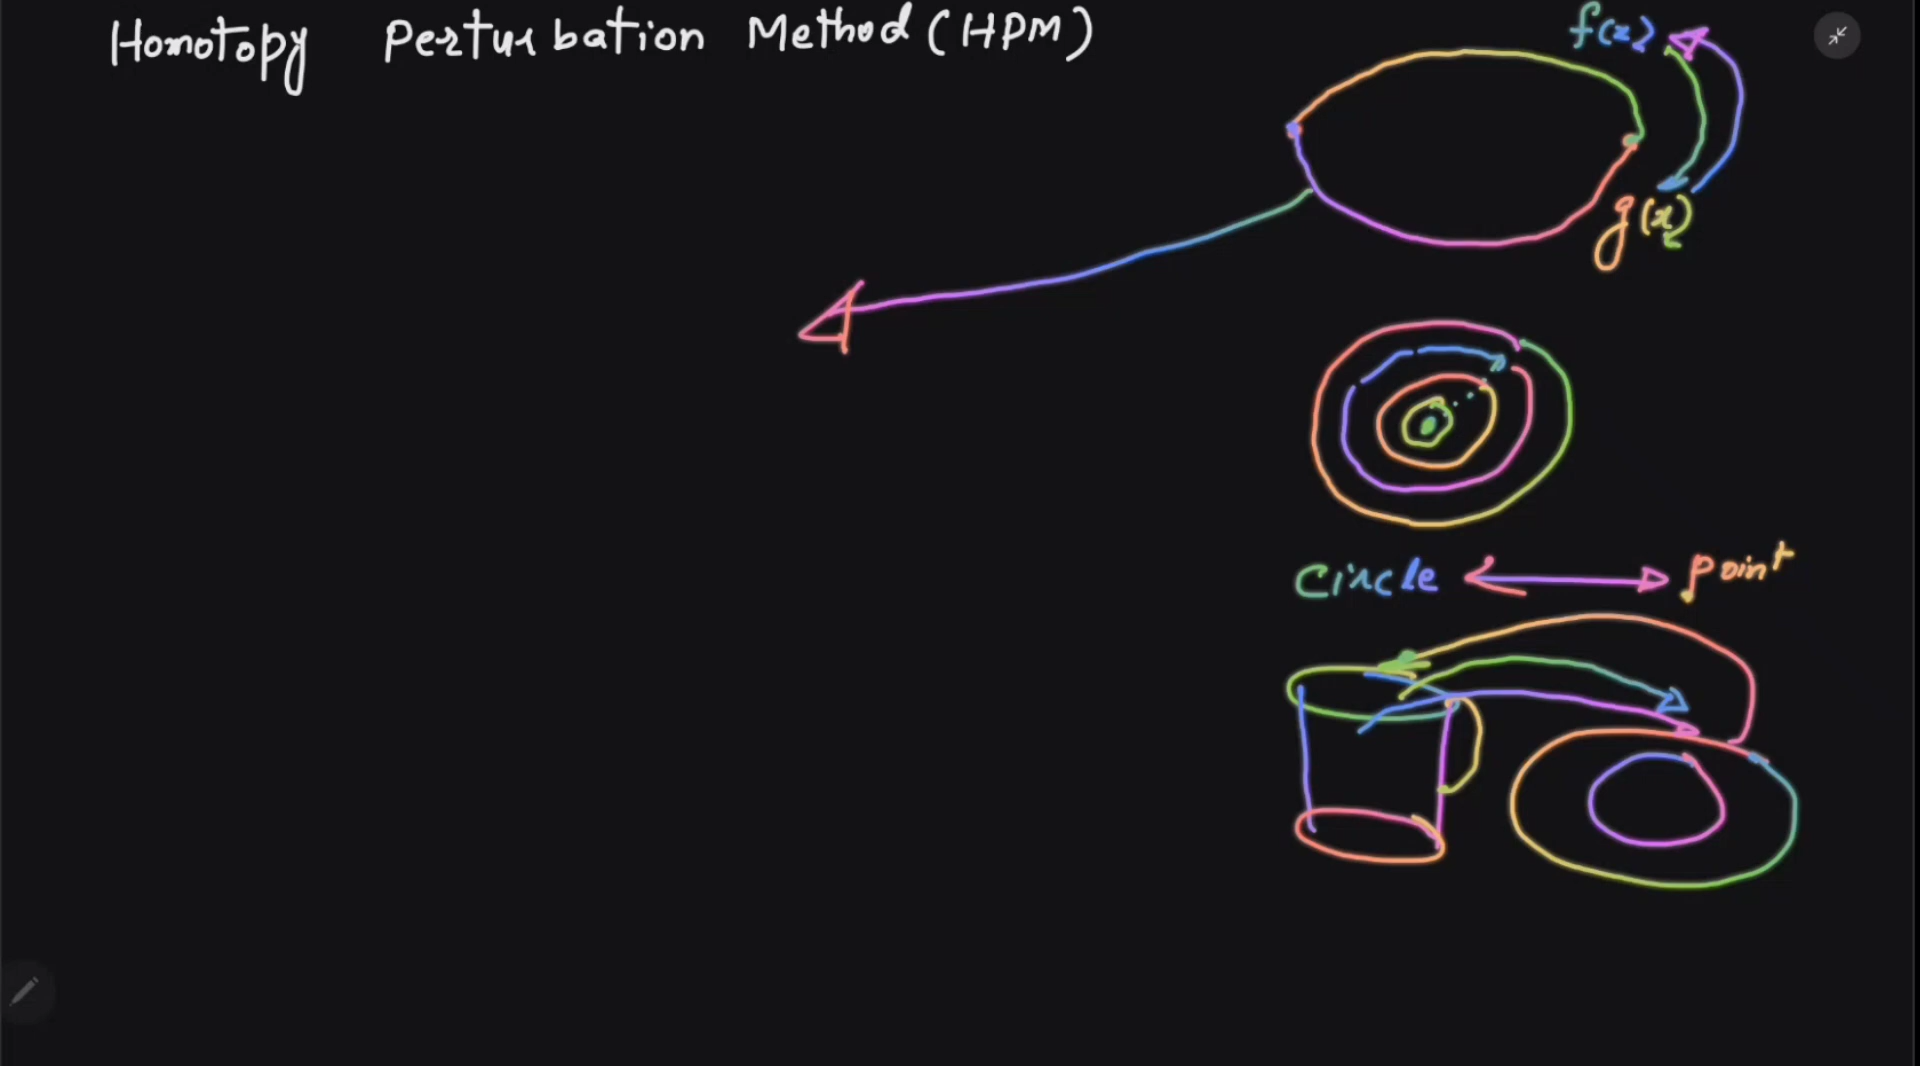 Homotopy Perturbation Method (HPM)
f(x)
g(x)
Circle
Point